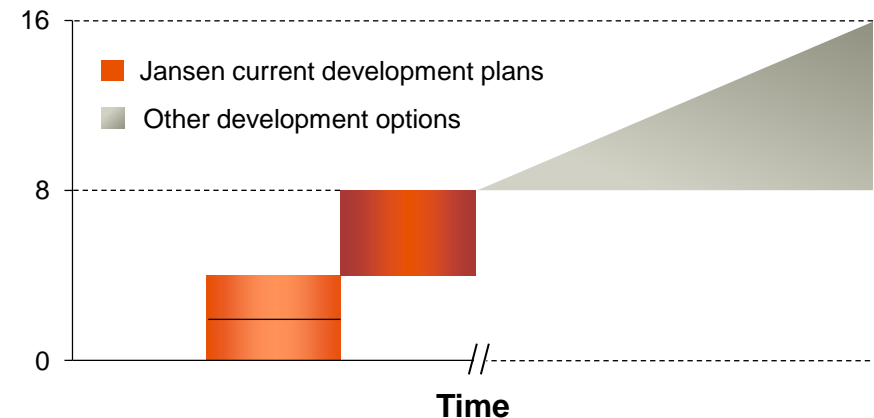 16
Jansen current development plans
Other development options
8
0
Time